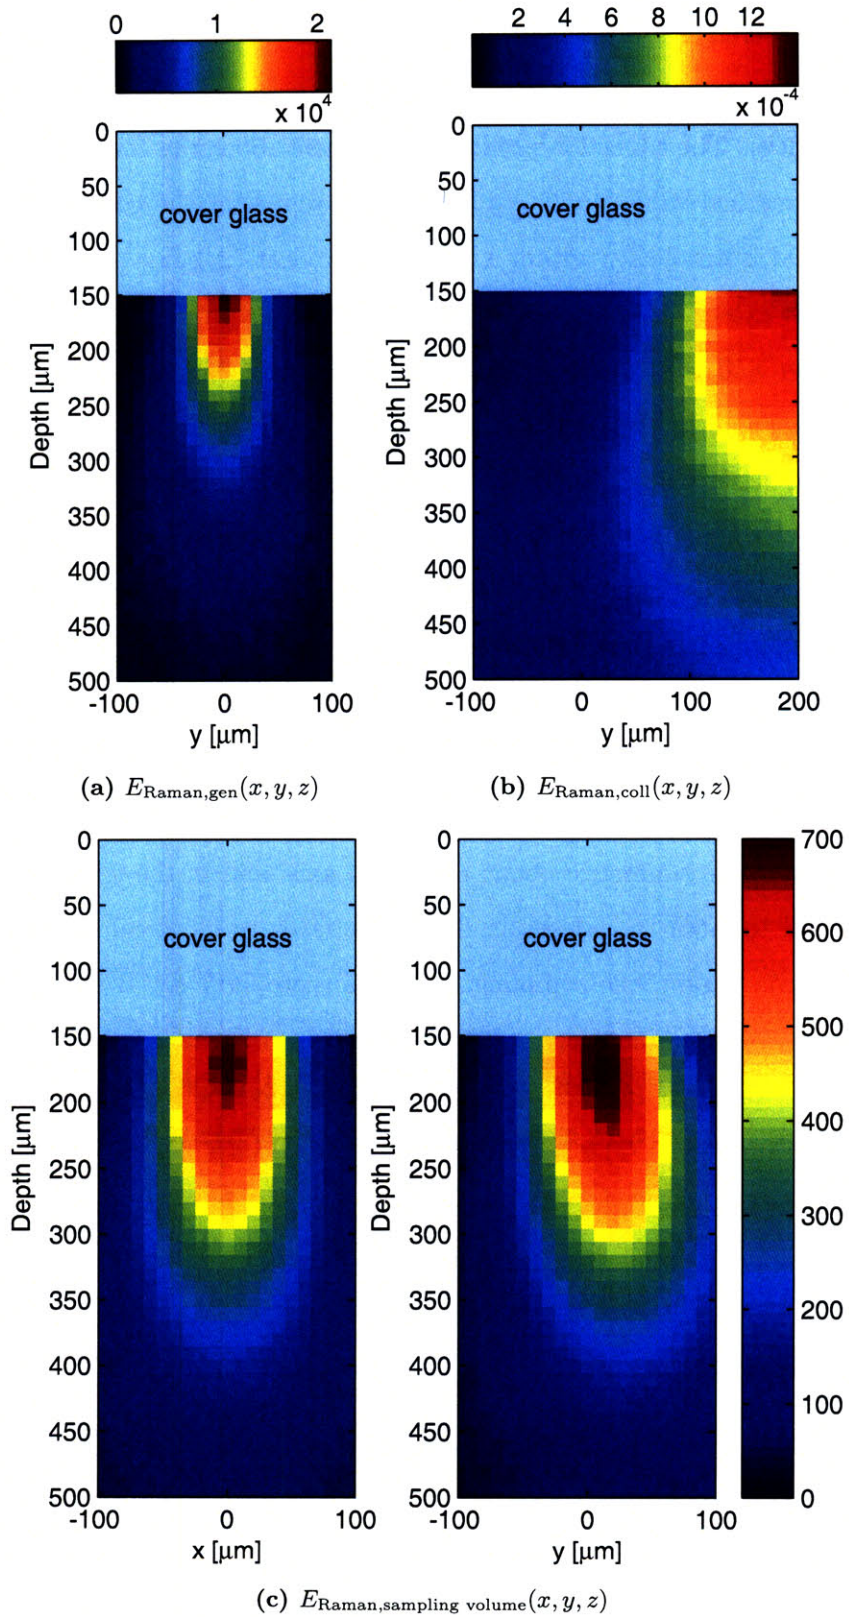 0 1 2
x 10⁴
0
50
100
150
200
250
300
350
400
450
500
Depth [μm]
cover glass
-100 0 100
y [μm]
(a) E_Raman,gen(x, y, z)
2 4 6 8 10 12
x 10⁻⁴
0
50
100
150
200
250
300
350
400
450
500
Depth [μm]
cover glass
-100 0 100 200
y [μm]
(b) E_Raman,coll(x, y, z)
0
50
100
150
200
250
300
350
400
450
500
Depth [μm]
cover glass
-100 0 100
x [μm]
0
50
100
150
200
250
300
350
400
450
500
Depth [μm]
cover glass
-100 0 100
y [μm]
700
600
500
400
300
200
100
0
(c) E_Raman,sampling volume(x, y, z)